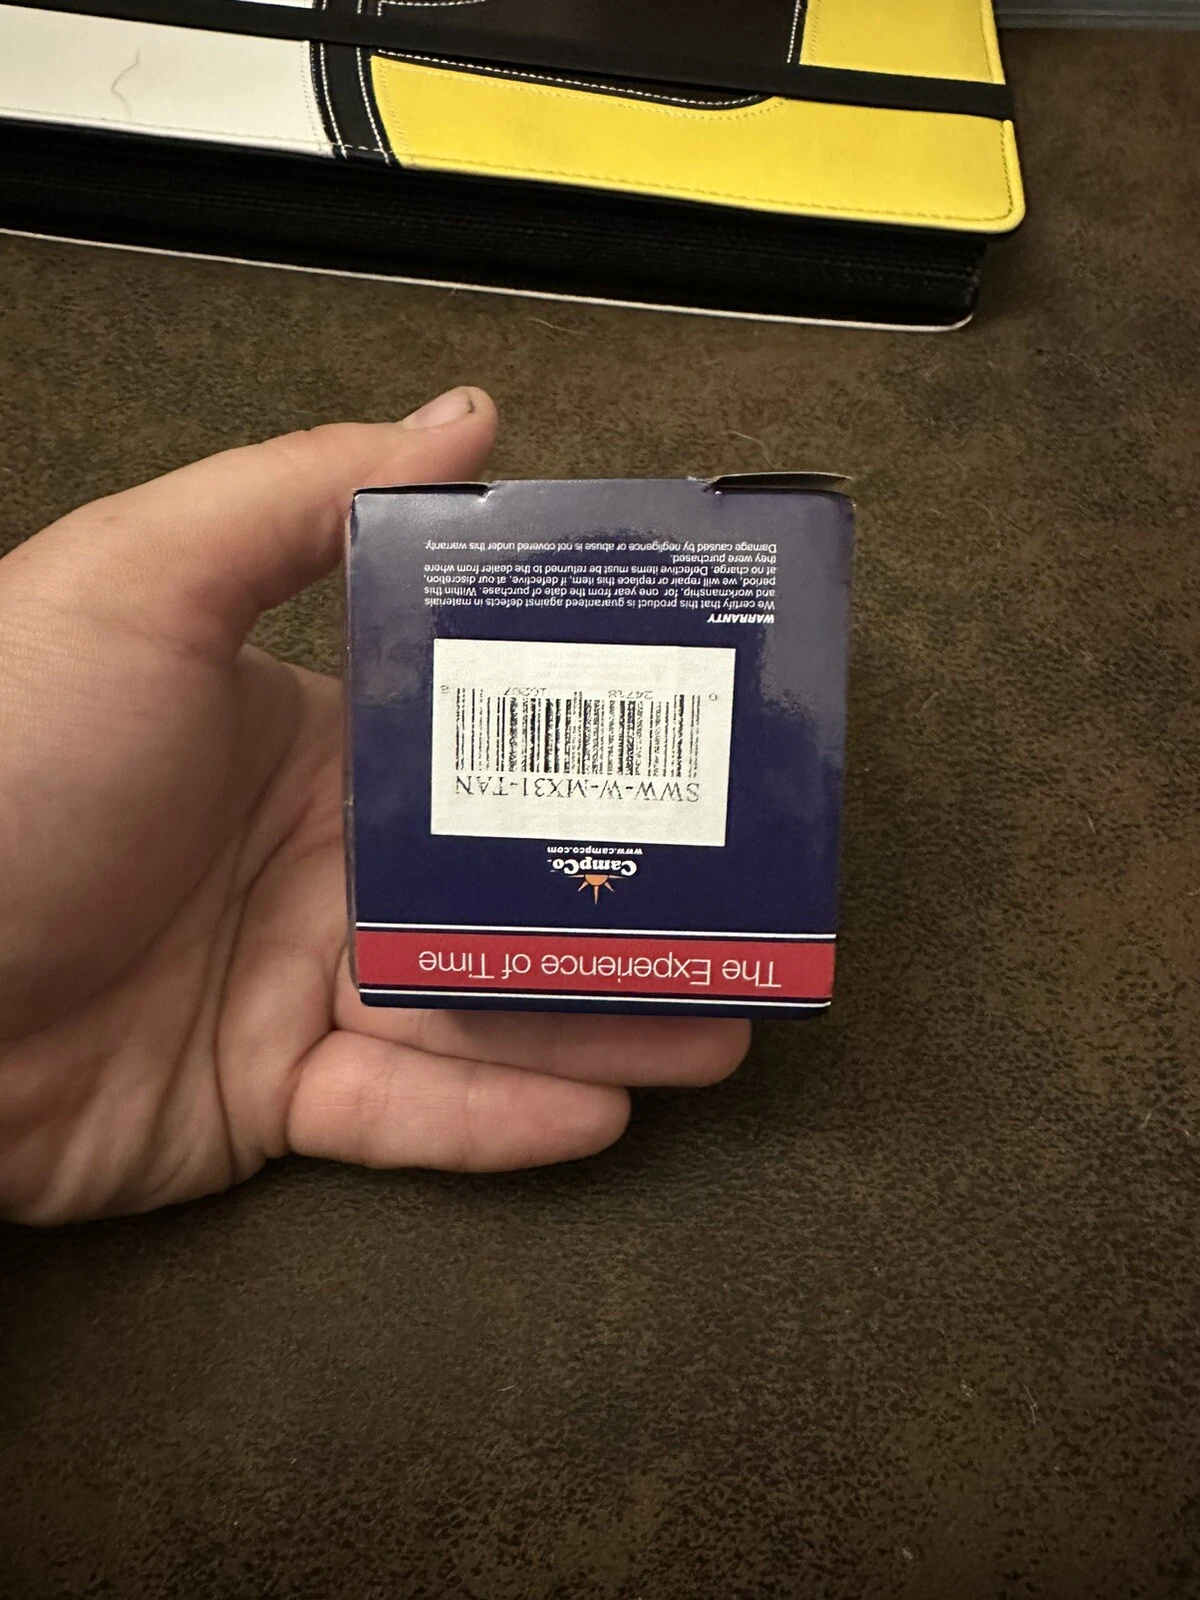 The Experience of Time
CampCo.
www.campco.com
SWW-W-MX31-TAN
0 24718 16207
WARRANTY
We certify that this product is guaranteed against defects in materials
and workmanship, for one year from the date of purchase. Within this
period, we will repair or replace this item, if defective, at our discretion,
at no charge. Defective items must be returned to the dealer from where
they were purchased.
Damage caused by negligence or abuse is not covered under this warranty.